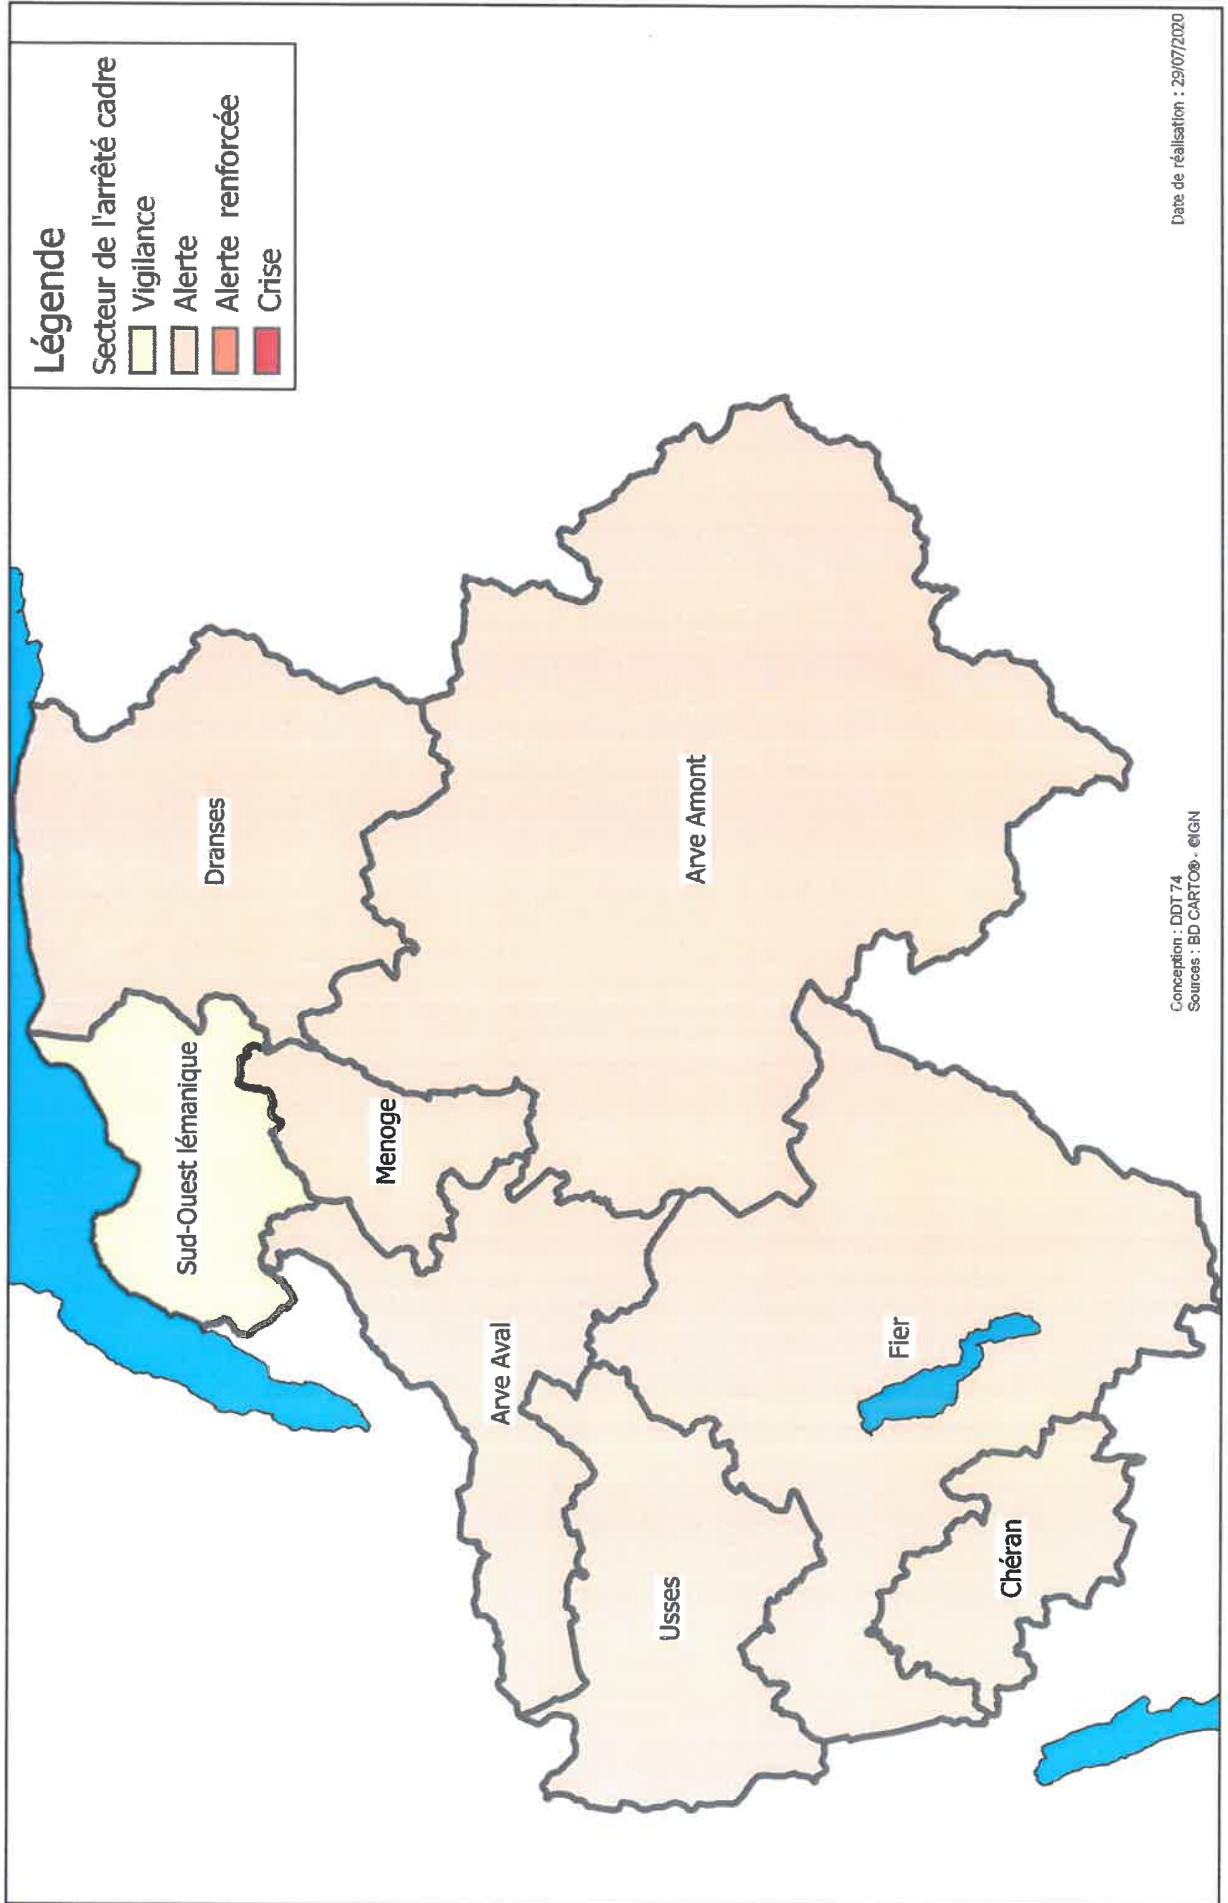 Légende
Secteur de l'arrêté cadre
Vigilance
Alerte
Alerte renforcée
Crise
Dranses
Sud-Ouest lémanique
Menoge
Arve Amont
Arve Aval
Fier
Usses
Chéran
Conception : DDT 74
Sources : BD CARTO® - ©IGN
Date de réalisation : 29/07/2020